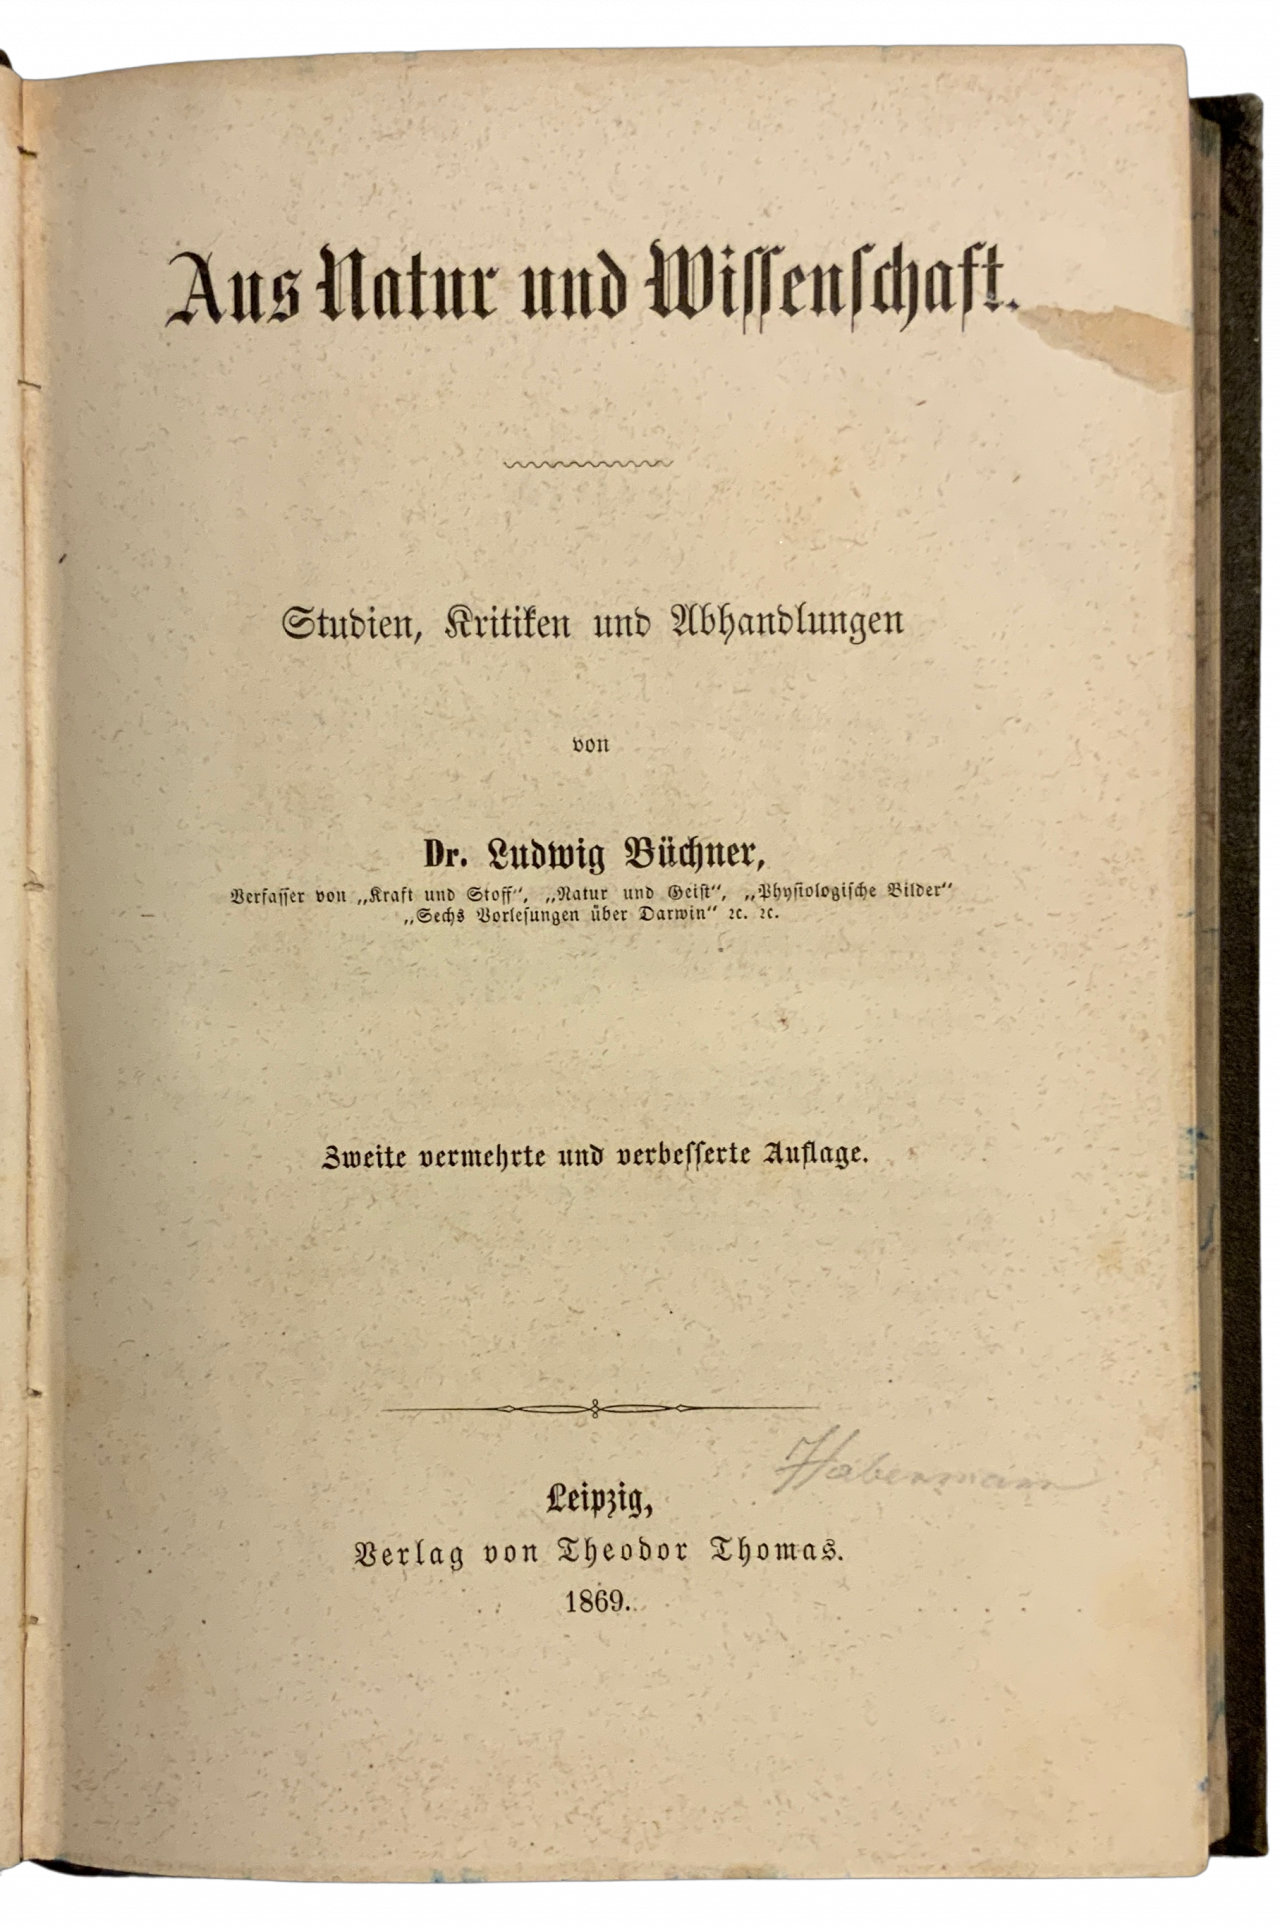 Aus Natur und Wiſſenſchaft.
Studien, Kritiken und Abhandlungen
von
Dr. Ludwig Büchner,
Verfaſſer von „Kraft und Stoff“, „Natur und Geiſt“, „Phyſiologiſche Bilder“
„Sechs Vorleſungen über Darwin“ ꝛc. ꝛc.
Zweite vermehrte und verbeſſerte Auflage.
Habermann
Leipzig,
Verlag von Theodor Thomas.
1869.